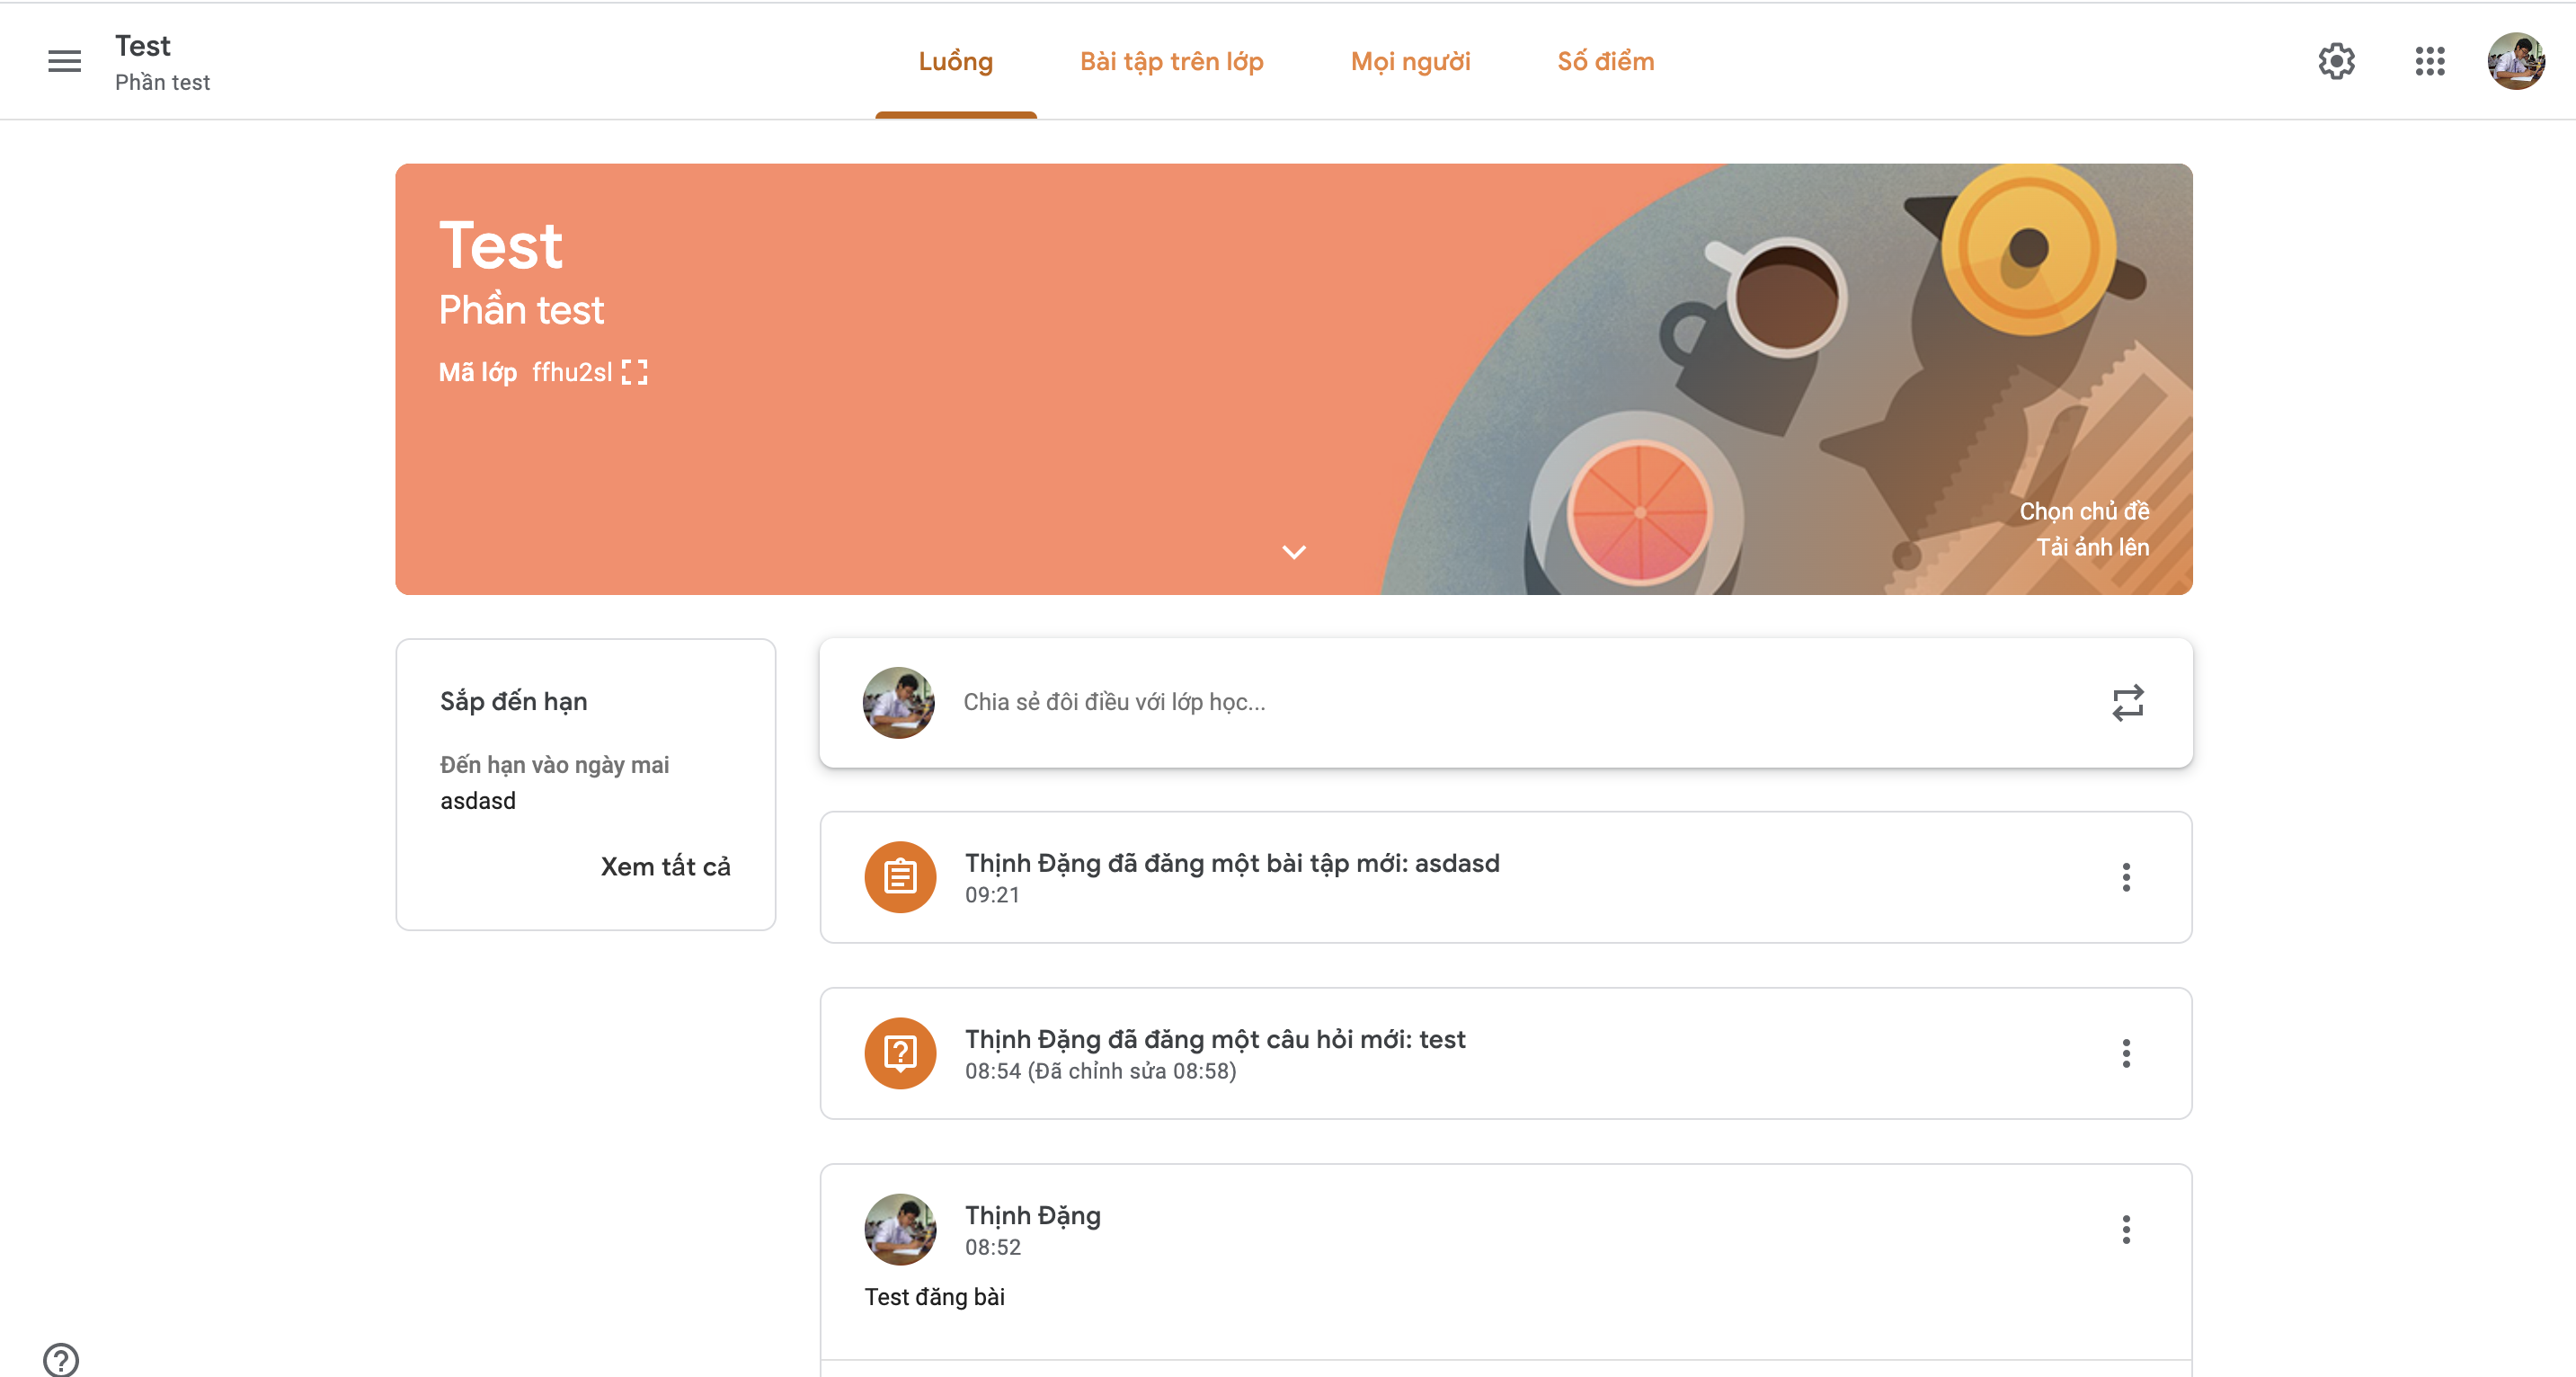 Test
Phần test
Luồng
Bài tập trên lớp
Mọi người
Số điểm
Test
Phần test
Mã lớp ffhu2sl
Chọn chủ đề
Tải ảnh lên
Sắp đến hạn
Đến hạn vào ngày mai
asdasd
Xem tất cả
Chia sẻ đôi điều với lớp học...
Thịnh Đặng đã đăng một bài tập mới: asdasd
09:21
Thịnh Đặng đã đăng một câu hỏi mới: test
08:54 (Đã chỉnh sửa 08:58)
Thịnh Đặng
08:52
Test đăng bài